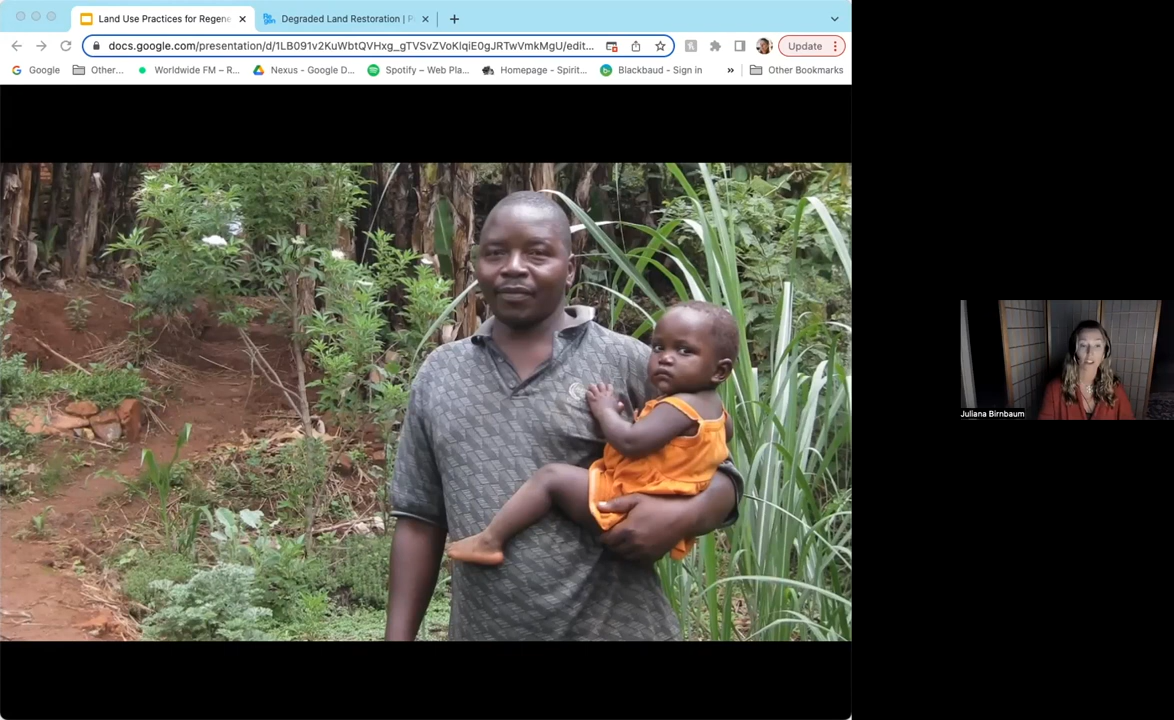 Land Use Practices for Regene
Degraded Land Restoration |
docs.google.com/presentation/d/1LB091v2KuWbtQVHxg_gTVSvZVoKlqiE0gJRTwVmkMgU/edit...
Update
Google
Other...
Worldwide FM – R...
Nexus - Google D...
Spotify – Web Pla...
Homepage - Spirit...
Blackbaud - Sign in
»
Other Bookmarks
Juliana Birnbaum